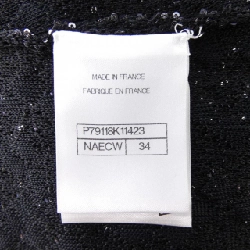 MADE IN FRANCE
FABRIQUE EN FRANCE
P79118K11423
NAECW 34